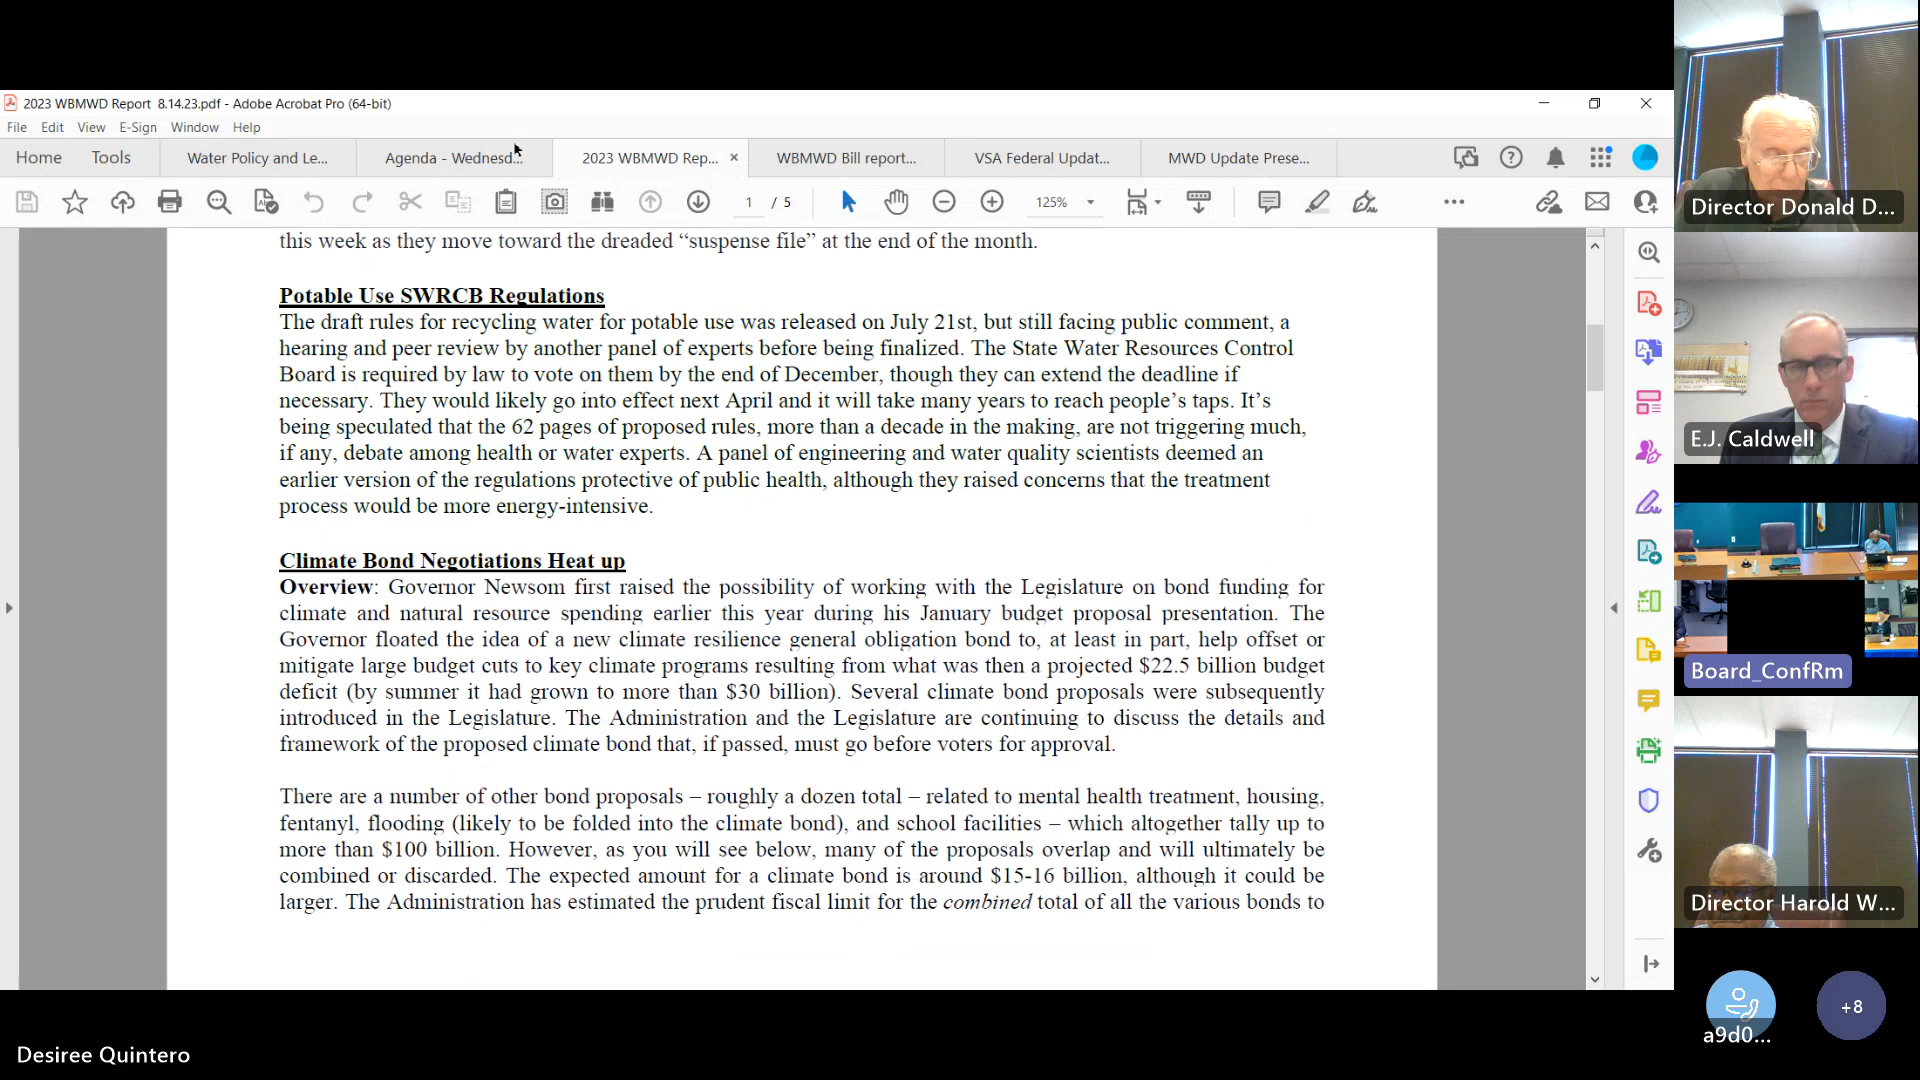 2023 WBMWD Report 8.14.23.pdf - Adobe Acrobat Pro (64-bit)
File Edit View E-Sign Window Help
Home Tools Water Policy and Le... Agenda - Wednesd... 2023 WBMWD Rep... × WBMWD Bill report... VSA Federal Updat... MWD Update Prese...
1 / 5 125%
this week as they move toward the dreaded “suspense file” at the end of the month.
Potable Use SWRCB Regulations
The draft rules for recycling water for potable use was released on July 21st, but still facing public comment, a
hearing and peer review by another panel of experts before being finalized. The State Water Resources Control
Board is required by law to vote on them by the end of December, though they can extend the deadline if
necessary. They would likely go into effect next April and it will take many years to reach people’s taps. It’s
being speculated that the 62 pages of proposed rules, more than a decade in the making, are not triggering much,
if any, debate among health or water experts. A panel of engineering and water quality scientists deemed an
earlier version of the regulations protective of public health, although they raised concerns that the treatment
process would be more energy-intensive.
Climate Bond Negotiations Heat up
Overview: Governor Newsom first raised the possibility of working with the Legislature on bond funding for
climate and natural resource spending earlier this year during his January budget proposal presentation. The
Governor floated the idea of a new climate resilience general obligation bond to, at least in part, help offset or
mitigate large budget cuts to key climate programs resulting from what was then a projected $22.5 billion budget
deficit (by summer it had grown to more than $30 billion). Several climate bond proposals were subsequently
introduced in the Legislature. The Administration and the Legislature are continuing to discuss the details and
framework of the proposed climate bond that, if passed, must go before voters for approval.
There are a number of other bond proposals – roughly a dozen total – related to mental health treatment, housing,
fentanyl, flooding (likely to be folded into the climate bond), and school facilities – which altogether tally up to
more than $100 billion. However, as you will see below, many of the proposals overlap and will ultimately be
combined or discarded. The expected amount for a climate bond is around $15-16 billion, although it could be
larger. The Administration has estimated the prudent fiscal limit for the combined total of all the various bonds to
Director Donald D...
E.J. Caldwell
Board_ConfRm
Director Harold W...
a9d0...
+8
Desiree Quintero